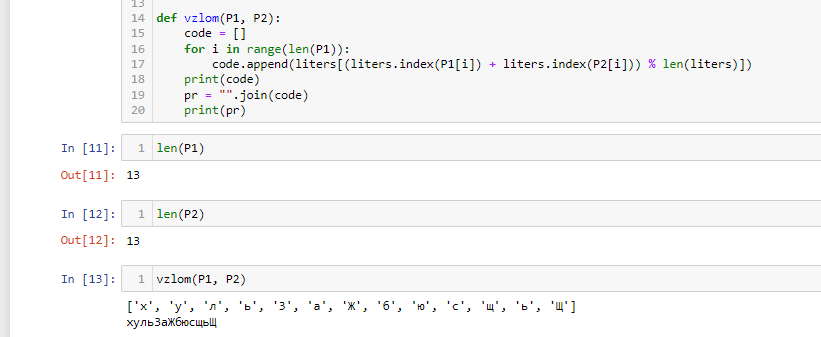 13
14 def vzlom(P1, P2):
15     code = []
16     for i in range(len(P1)):
17         code.append(liters[(liters.index(P1[i]) + liters.index(P2[i])) % len(liters)])
18     print(code)
19     pr = "".join(code)
20     print(pr)
In [11]: 1 len(P1)
Out[11]: 13
In [12]: 1 len(P2)
Out[12]: 13
In [13]: 1 vzlom(P1, P2)
['х', 'у', 'л', 'ь', 'З', 'а', 'Ж', 'б', 'ю', 'с', 'щ', 'ь', 'Щ']
хульЗаЖбюсщьЩ